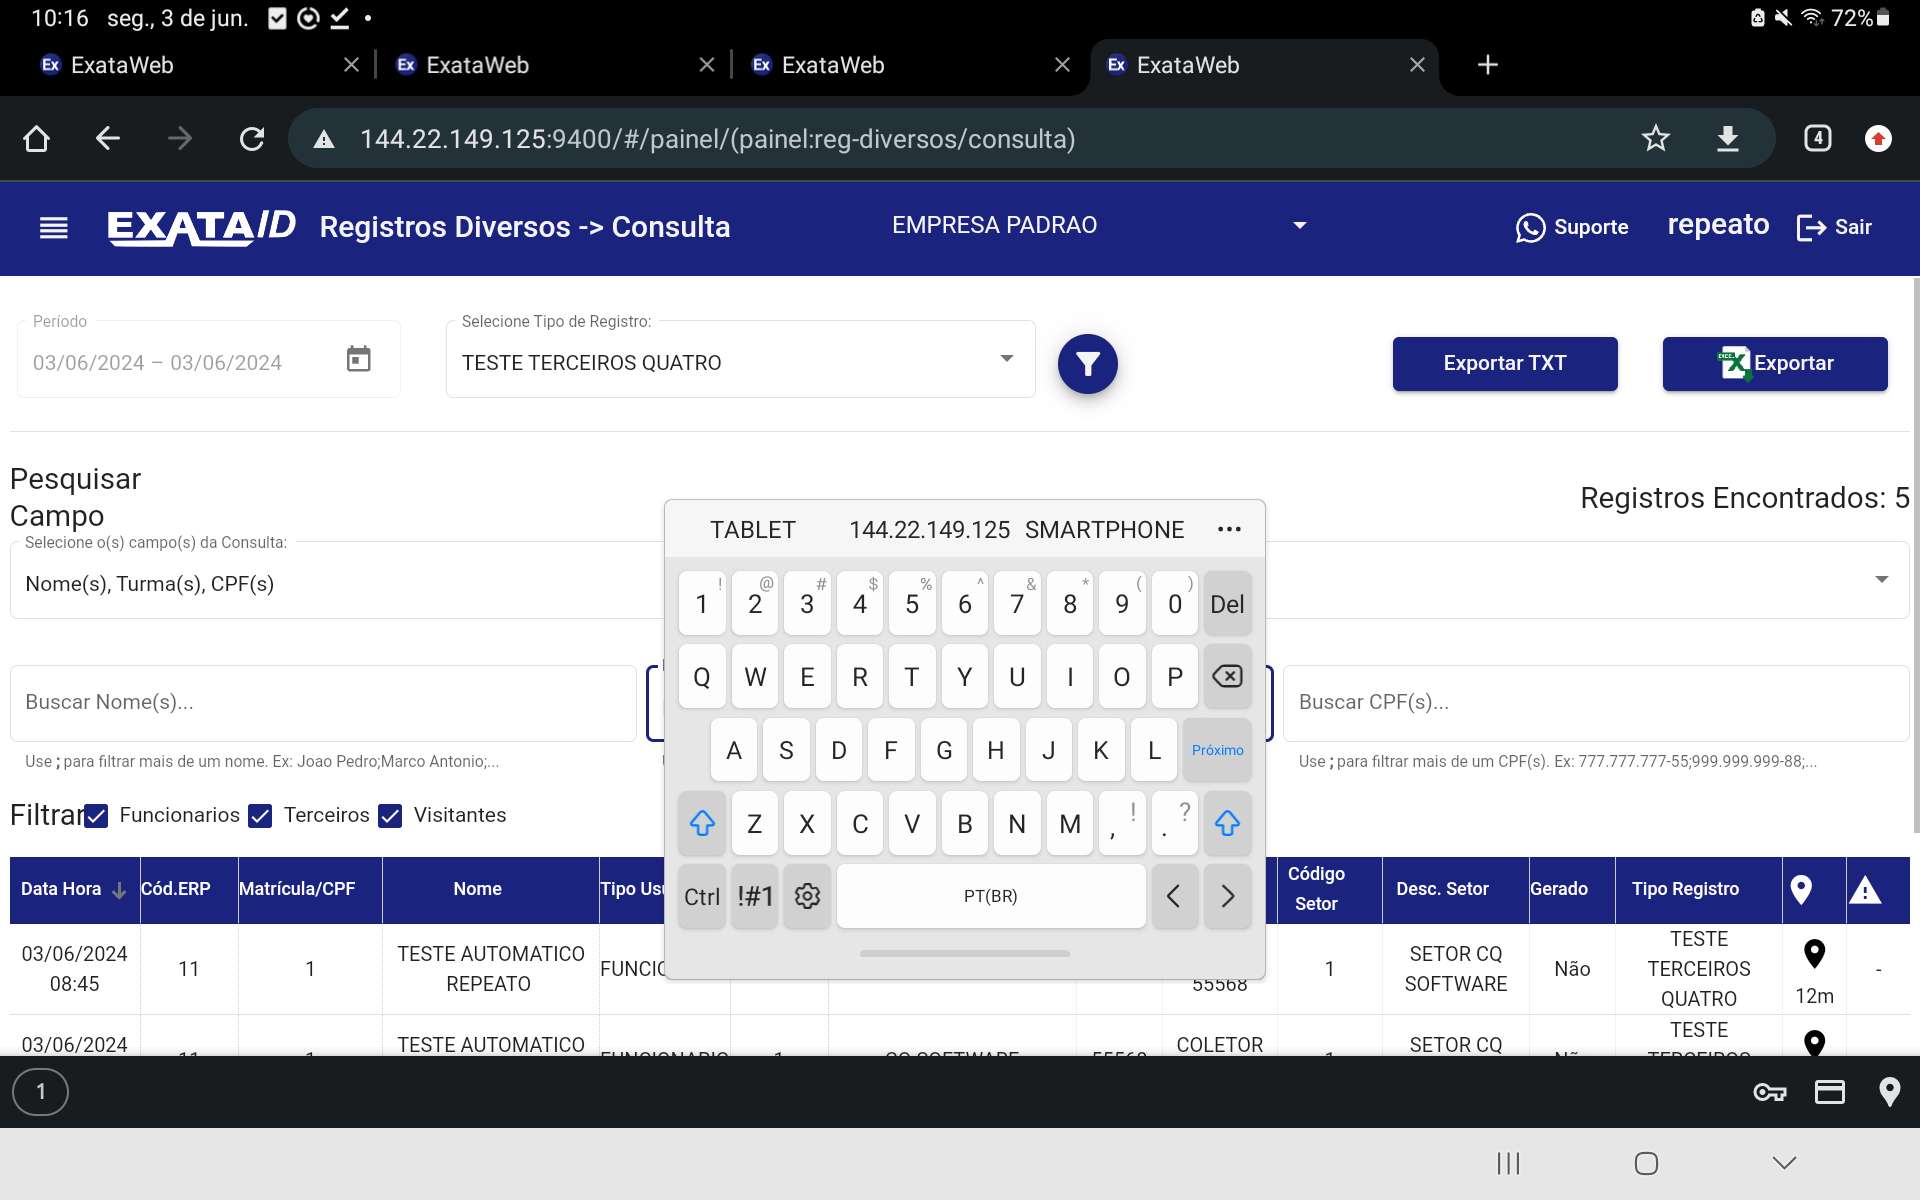 10:16 seg., 3 de jun. 72%
ExataWeb ExataWeb ExataWeb ExataWeb
144.22.149.125:9400/#/painel/(painel:reg-diversos/consulta) 4
EXATA/D Registros Diversos -> Consulta EMPRESA PADRAO Suporte repeato Sair
Período Selecione Tipo de Registro:
03/06/2024 – 03/06/2024 TESTE TERCEIROS QUATRO Exportar TXT Exportar
Pesquisar
Campo
Registros Encontrados: 5
Selecione o(s) campo(s) da Consulta:
Nome(s), Turma(s), CPF(s)
TABLET 144.22.149.125 SMARTPHONE
! @ # $ % ^ & * ( )
1 2 3 4 5 6 7 8 9 0 Del
Q W E R T Y U I O P
A S D F G H J K L Próximo
! ?
Z X C V B N M , .
Ctrl !#1 PT(BR) < >
Buscar Nome(s)... Buscar CPF(s)...
Use ; para filtrar mais de um nome. Ex: Joao Pedro;Marco Antonio;... Use ; para filtrar mais de um CPF(s). Ex: 777.777.777-55;999.999.999-88;...
Filtrar Funcionarios Terceiros Visitantes
Data Hora Cód.ERP Matrícula/CPF Nome Tipo Código Setor Desc. Setor Gerado Tipo Registro
03/06/2024 08:45 11 1 TESTE AUTOMATICO REPEATO 55568 1 SETOR CQ SOFTWARE Não TESTE TERCEIROS QUATRO 12m -
03/06/2024 11 1 TESTE AUTOMATICO FUNCIONARIO 1 CQ SOFTWARE 55568 COLETOR 1 SETOR CQ Não TESTE TERCEIROS
1